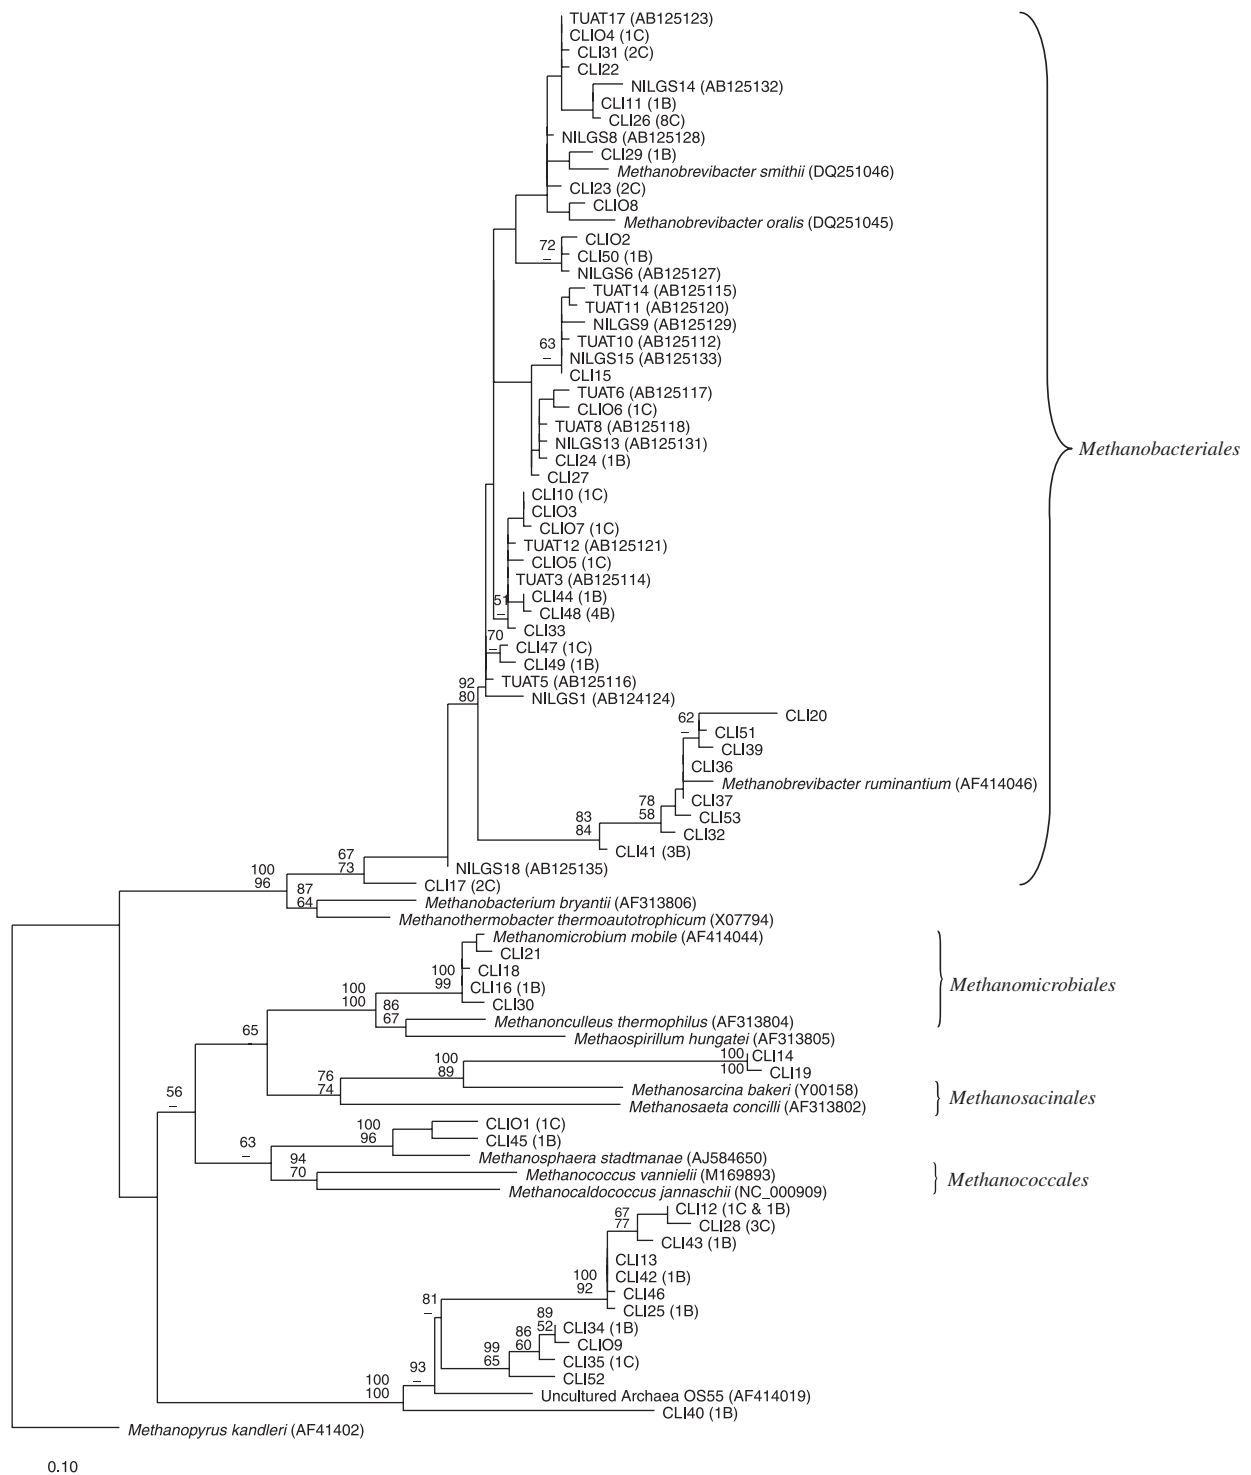 TUAT17 (AB125123)
CLIO4 (1C)
CLI31 (2C)
CLI22
NILGS14 (AB125132)
CLI11 (1B)
CLI26 (8C)
NILGS8 (AB125128)
CLI29 (1B)
Methanobrevibacter smithii (DQ251046)
CLI23 (2C)
CLIO8
Methanobrevibacter oralis (DQ251045)
72
–
CLIO2
CLI50 (1B)
NILGS6 (AB125127)
TUAT14 (AB125115)
TUAT11 (AB125120)
NILGS9 (AB125129)
TUAT10 (AB125112)
63
–
NILGS15 (AB125133)
CLI15
TUAT6 (AB125117)
CLIO6 (1C)
TUAT8 (AB125118)
NILGS13 (AB125131)
CLI24 (1B)
CLI27
Methanobacteriales
CLI10 (1C)
CLIO3
CLIO7 (1C)
TUAT12 (AB125121)
CLIO5 (1C)
TUAT3 (AB125114)
51
–
CLI44 (1B)
CLI48 (4B)
CLI33
70
–
CLI47 (1C)
CLI49 (1B)
TUAT5 (AB125116)
92
80
NILGS1 (AB124124)
62
–
CLI20
CLI51
CLI39
CLI36
Methanobrevibacter ruminantium (AF414046)
CLI37
78
58
CLI53
CLI32
83
84
CLI41 (3B)
67
73
NILGS18 (AB125135)
CLI17 (2C)
100
96
87
64
Methanobacterium bryantii (AF313806)
Methanothermobacter thermoautotrophicum (X07794)
Methanomicrobium mobile (AF414044)
CLI21
CLI18
100
99
CLI16 (1B)
CLI30
100
100
86
67
Methanonculleus thermophilus (AF313804)
Methaospirillum hungatei (AF313805)
Methanomicrobiales
65
–
100
100
CLI14
CLI19
100
89
76
74
Methanosarcina bakeri (Y00158)
Methanosaeta concilli (AF313802)
Methanosacinales
56
–
CLIO1 (1C)
100
96
CLI45 (1B)
Methanosphaera stadtmanae (AJ584650)
63
–
94
70
Methanococcus vannielii (M169893)
Methanocaldococcus jannaschii (NC_000909)
Methanococcales
67
77
CLI12 (1C & 1B)
CLI28 (3C)
CLI43 (1B)
CLI13
100
92
CLI42 (1B)
CLI46
CLI25 (1B)
81
–
89
52
CLI34 (1B)
86
60
CLIO9
99
65
CLI35 (1C)
CLI52
93
–
100
100
Uncultured Archaea OS55 (AF414019)
CLI40 (1B)
Methanopyrus kandleri (AF41402)
0.10